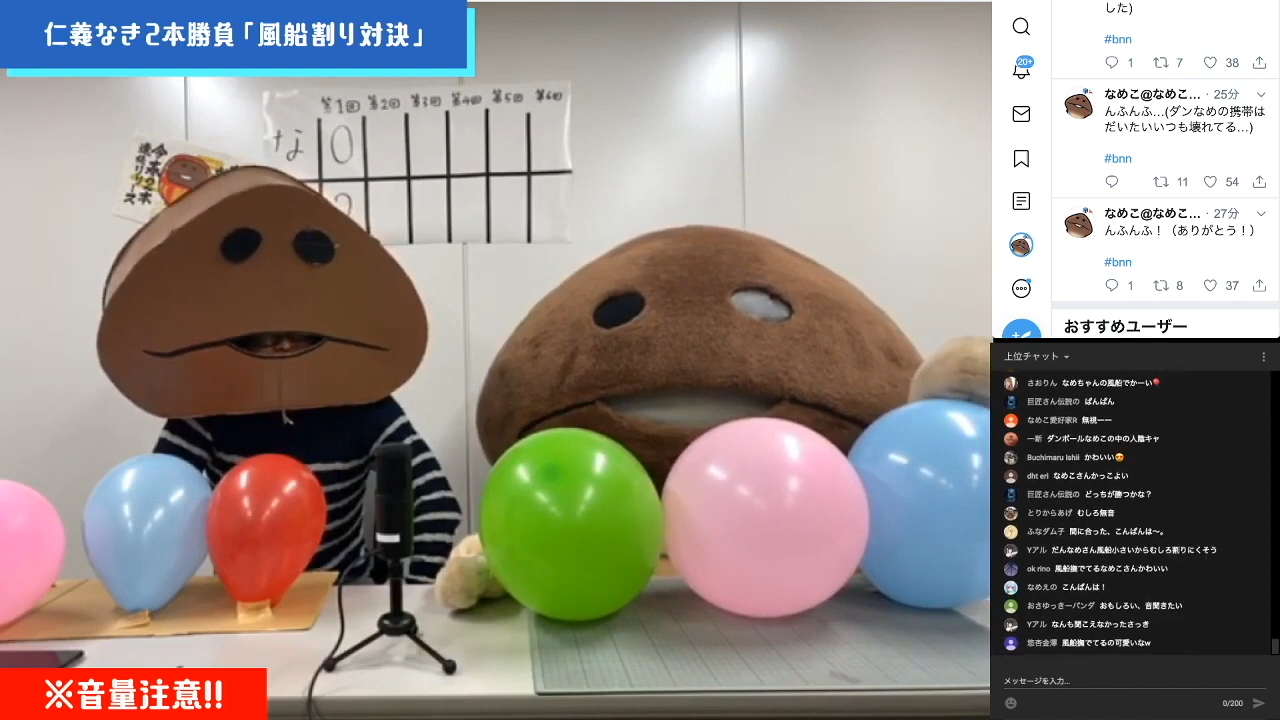 仁義なき2本勝負「風船割り対決」
第1回 第2回 第3回 第4回 第5回 第6回
な 0
※音量注意!!
した)
#bnn
1 7 38
20+
なめこ@なめこ… · 25分
んふんふ…(ダンなめの携帯は
だいたいいつも壊れてる…)
#bnn
11 54
なめこ@なめこ… · 27分
んふんふ！（ありがとう！）
#bnn
1 8 37
おすすめユーザー
上位チャット
さおりん なめちゃんの風船でかーい🎈
巨匠さん伝説の ぱんぱん
なめこ愛好家R 無視ーー
一新 ダンボールなめこの中の人陰キャ
Buchimaru Ishii かわいい😍
dht eri なめこさんかっこよい
巨匠さん伝説の どっちが勝つかな？
とりからあげ むしろ無音
ふなダム子 間に合った、こんばんは〜。
Yアル だんなめさん風船小さいからむしろ割りにくそう
ok rino 風船撫でてるなめこさんかわいい
なめえの こんばんは！
おさゆっきーパンダ おもしろい、音聞きたい
Yアル なんも聞こえなかったさっき
悠杏金澤 風船撫でてるの可愛いなw
メッセージを入力...
0/200